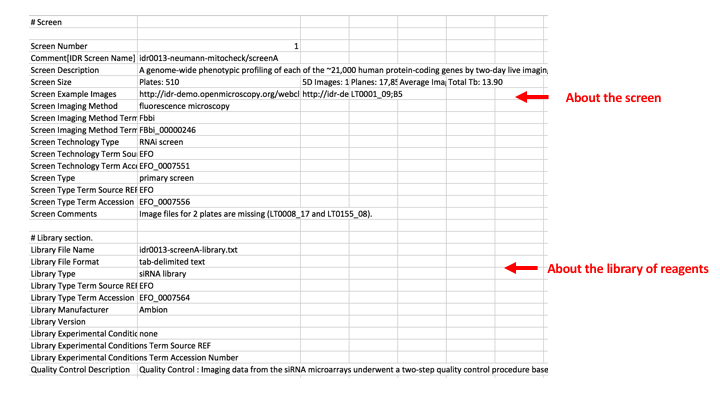 # Screen
Screen Number 1
Comment[IDR Screen Name] idr0013-neumann-mitocheck/screenA
Screen Description A genome-wide phenotypic profiling of each of the ~21,000 human protein-coding genes by two-day live imagin
Screen Size Plates: 510 5D Images: 1 Planes: 17,8 Average Ima Total Tb: 13.90
Screen Example Images http://idr-demo.openmicroscopy.org/webcl http://idr-de LT0001_09;B5
About the screen
Screen Imaging Method fluorescence microscopy
Screen Imaging Method Term Fbbi
Screen Imaging Method Term FBbi_00000246
Screen Technology Type RNAi screen
Screen Technology Term Sou EFO
Screen Technology Term Acce EFO_0007551
Screen Type primary screen
Screen Type Term Source REF EFO
Screen Type Term Accession EFO_0007556
Screen Comments Image files for 2 plates are missing (LT0008_17 and LT0155_08).
# Library section.
Library File Name idr0013-screenA-library.txt
Library File Format tab-delimited text
About the library of reagents
Library Type siRNA library
Library Type Term Source REF EFO
Library Type Term Accession EFO_0007564
Library Manufacturer Ambion
Library Version
Library Experimental Conditic none
Library Experimental Conditions Term Source REF
Library Experimental Conditions Term Accession Number
Quality Control Description Quality Control : Imaging data from the siRNA microarrays underwent a two-step quality control procedure base